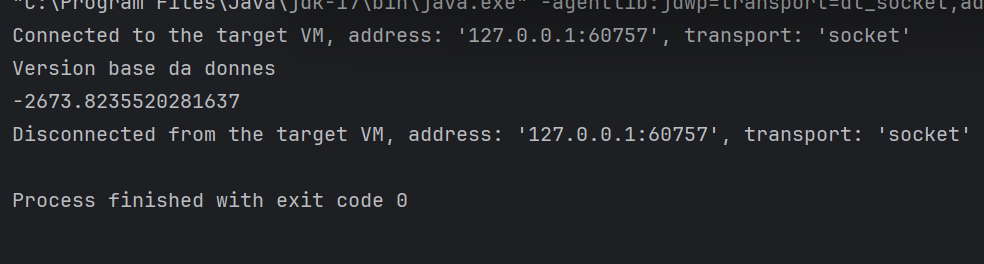 "C:\Program Files\Java\jdk-17\bin\java.exe" -agentlib:jdwp=transport=dt_socket,ad
Connected to the target VM, address: '127.0.0.1:60757', transport: 'socket'
Version base da donnes
-2673.8235520281637
Disconnected from the target VM, address: '127.0.0.1:60757', transport: 'socket'
Process finished with exit code 0